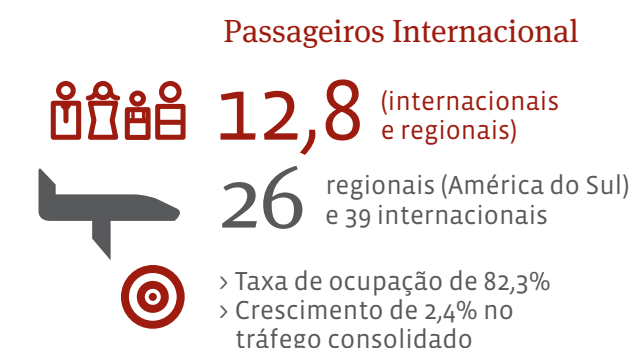 Passageiros Internacional
12,8 (internacionais
e regionais)
26 regionais (América do Sul)
e 39 internacionais
> Taxa de ocupação de 82,3%
> Crescimento de 2,4% no
tráfego consolidado